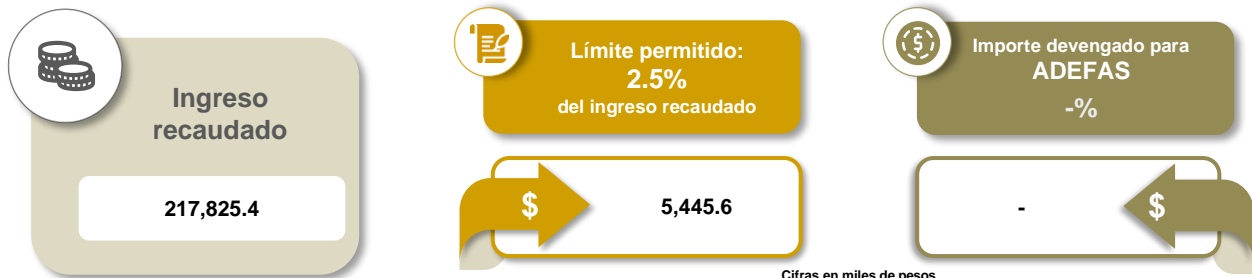 Ingreso
recaudado
217,825.4
Límite permitido:
2.5%
del ingreso recaudado
$
5,445.6
Importe devengado para
ADEFAS
-%
-
$
Cifras en miles de pesos